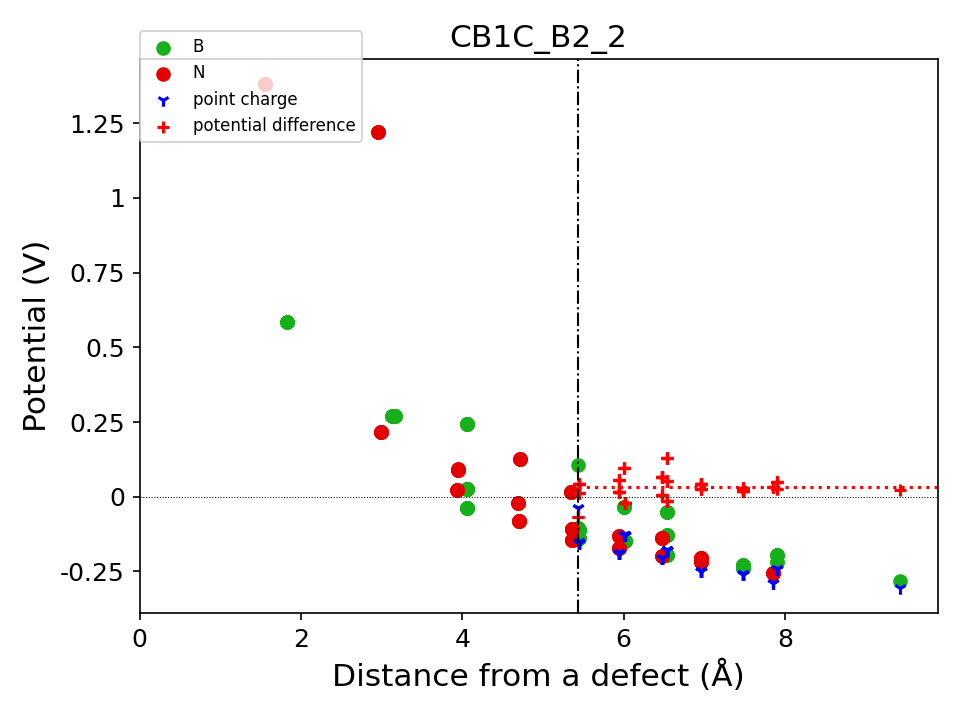 CB1C_B2_2
B
N
point charge
potential difference
1.25
1
0.75
0.5
0.25
0
-0.25
Potential (V)
0 2 4 6 8
Distance from a defect (Å)